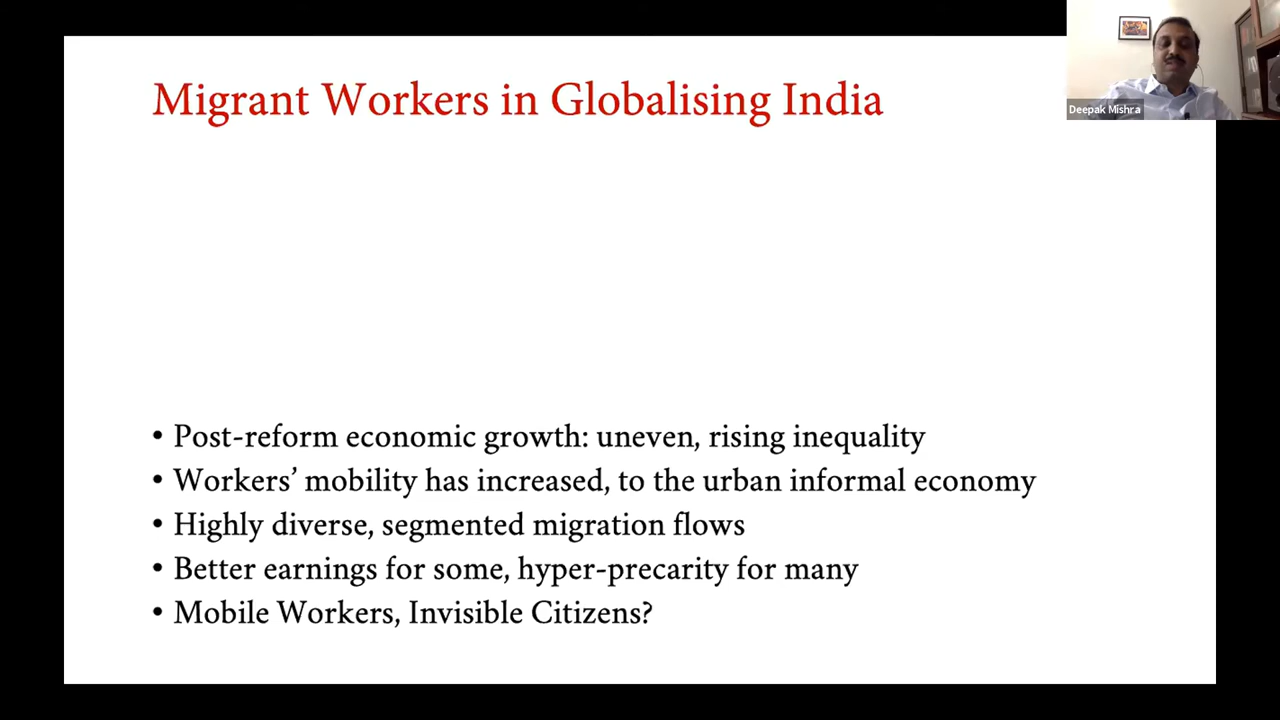 Migrant Workers in Globalising India
Deepak Mishra
• Post-reform economic growth: uneven, rising inequality
• Workers’ mobility has increased, to the urban informal economy
• Highly diverse, segmented migration flows
• Better earnings for some, hyper-precarity for many
• Mobile Workers, Invisible Citizens?